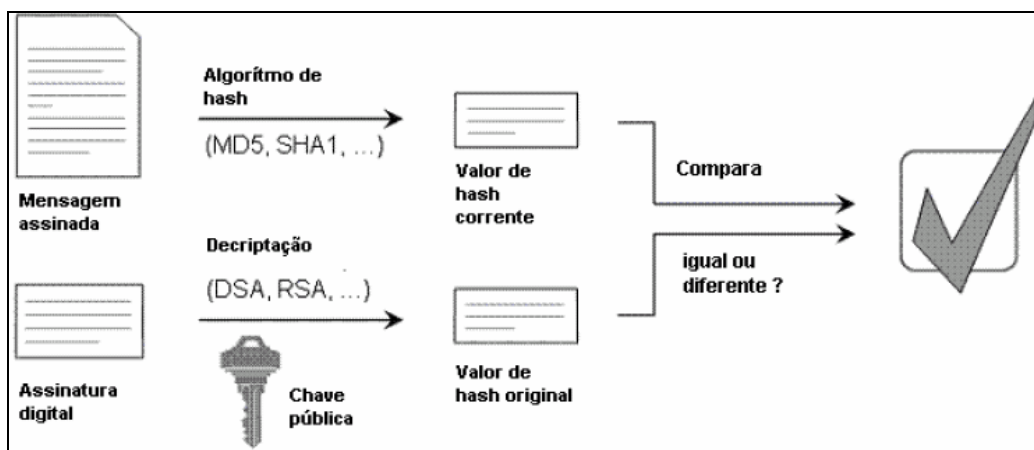 Algorítmo de
hash
(MD5, SHA1, ...)
Mensagem
assinada
Valor de
hash
corrente
Compara
Decriptação
(DSA, RSA, ...)
igual ou
diferente ?
Assinatura
digital
Chave
pública
Valor de
hash original